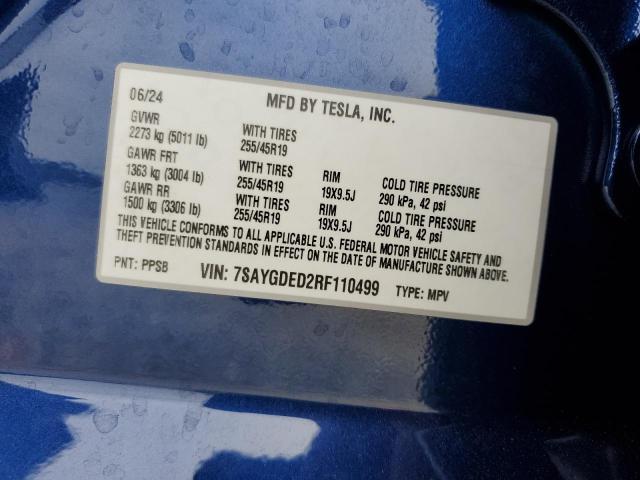 06/24 MFD BY TESLA, INC.
GVWR
2273 kg (5011 lb) WITH TIRES 255/45R19
GAWR FRT
1363 kg (3004 lb) WITH TIRES 255/45R19 RIM 19X9.5J COLD TIRE PRESSURE 290 kPa, 42 psi
GAWR RR
1500 kg (3306 lb) WITH TIRES 255/45R19 RIM 19X9.5J COLD TIRE PRESSURE 290 kPa, 42 psi
THIS VEHICLE CONFORMS TO ALL APPLICABLE U.S. FEDERAL MOTOR VEHICLE SAFETY AND
THEFT PREVENTION STANDARDS IN EFFECT ON THE DATE OF MANUFACTURE SHOWN ABOVE.
PNT: PPSB VIN: 7SAYGDED2RF110499 TYPE: MPV